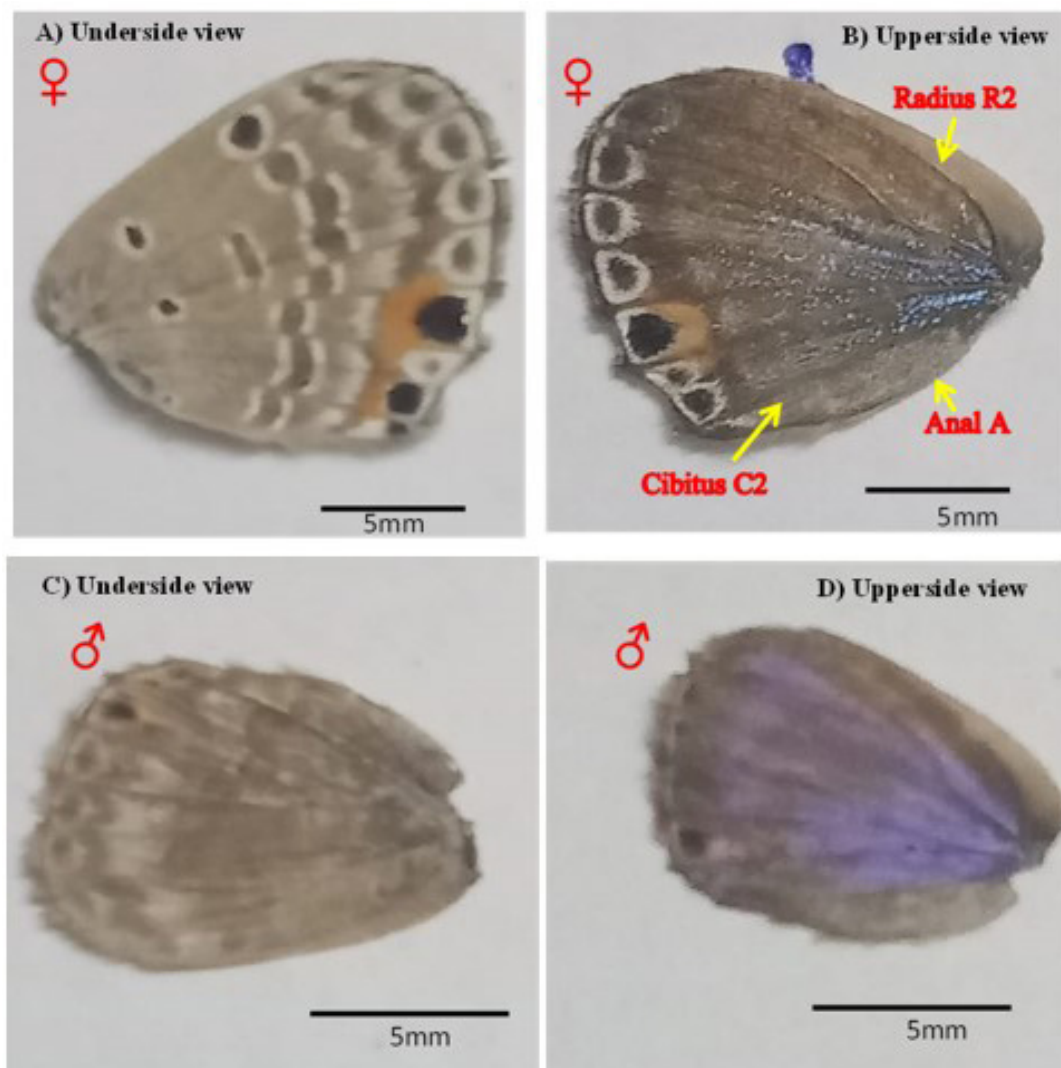 A) Underside view
♀
5mm
B) Upperside view
♀
Radius R2
Anal A
Cibitus C2
5mm
C) Underside view
♂
5mm
D) Upperside view
♂
5mm